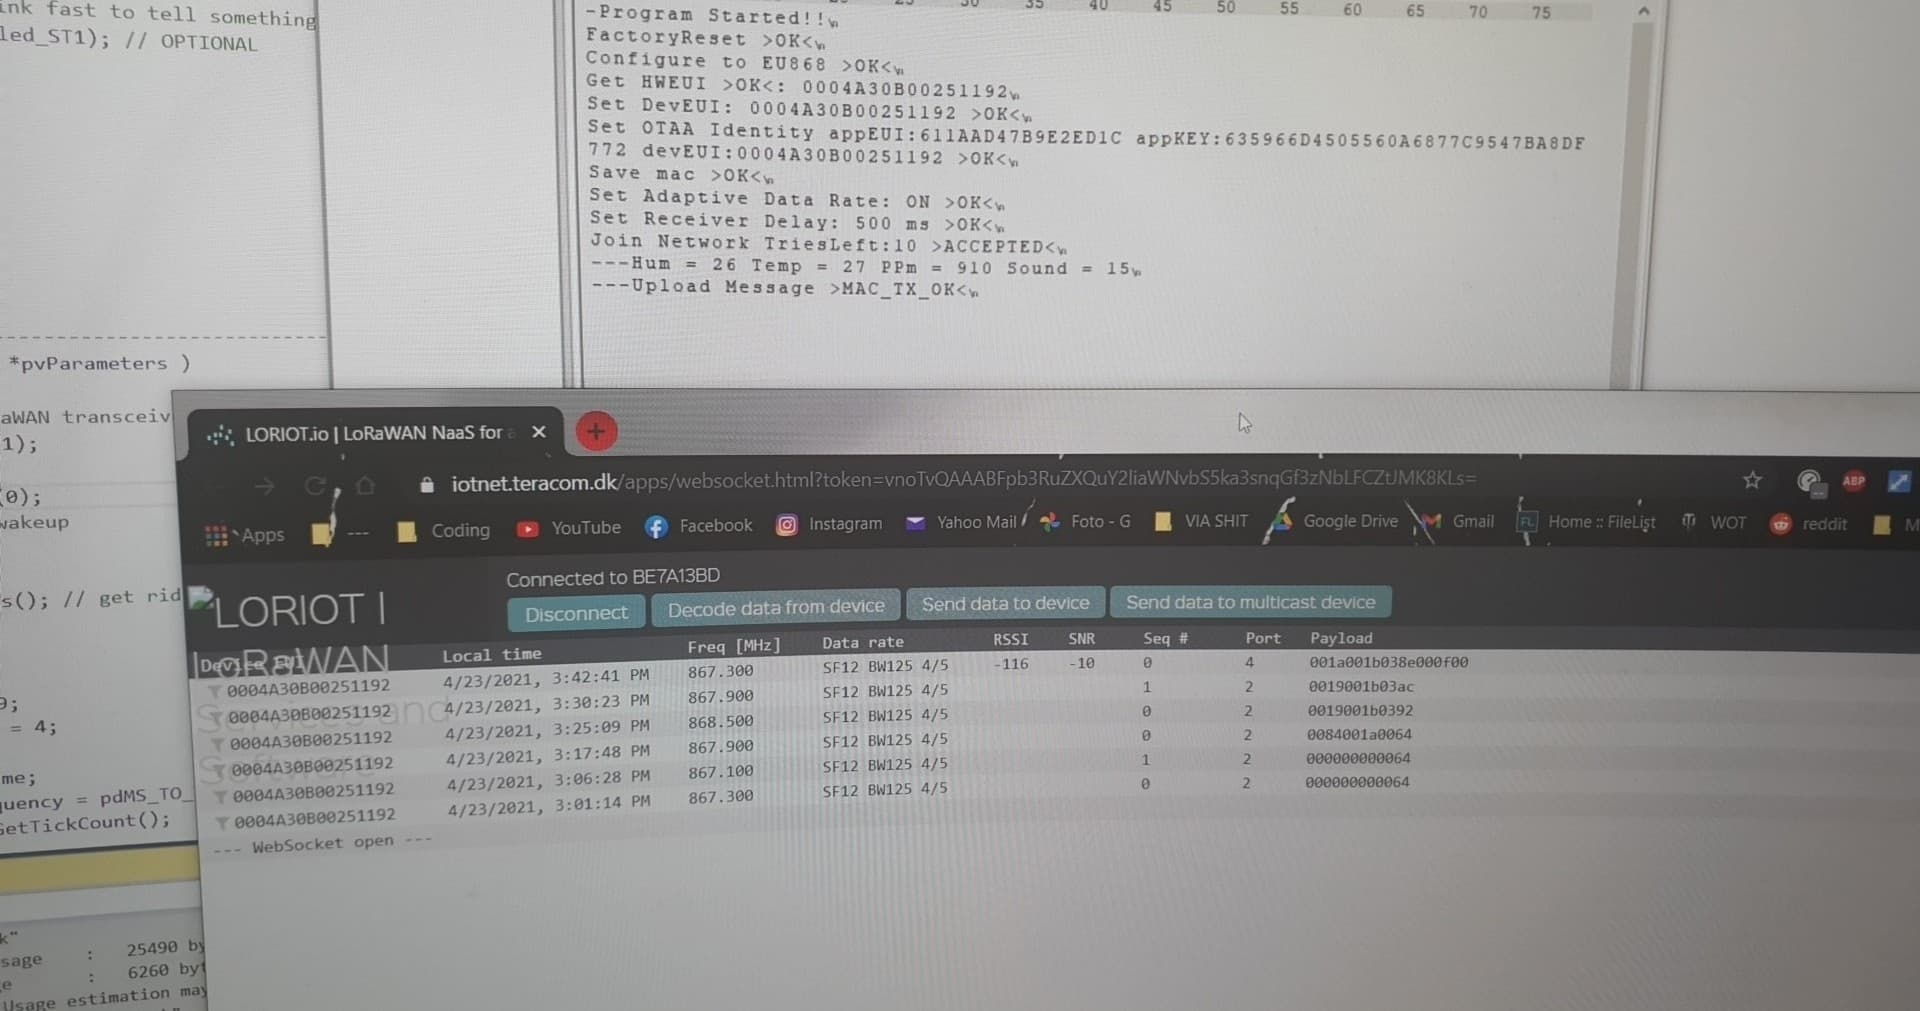 ink fast to tell something
led_ST1); // OPTIONAL
*pvParameters )
aWAN transceiv
1);
(0);
wakeup
s(); // get rid
= 4;
me;
quency = pdMS_TO_
GetTickCount();
k"
sage : 25490 by
e : 6260 byt
Usage estimation may
35 40 45 50 55 60 65 70 75
-Program Started!!\n
FactoryReset >OK<\n
Configure to EU868 >OK<\n
Get HWEUI >OK<: 0004A30B00251192\n
Set DevEUI: 0004A30B00251192 >OK<\n
Set OTAA Identity appEUI:611AAD47B9E2ED1C appKEY:635966D4505560A6877C9547BA8DF
772 devEUI:0004A30B00251192 >OK<\n
Save mac >OK<\n
Set Adaptive Data Rate: ON >OK<\n
Set Receiver Delay: 500 ms >OK<\n
Join Network TriesLeft:10 >ACCEPTED<\n
---Hum = 26 Temp = 27 PPm = 910 Sound = 15\n
---Upload Message >MAC_TX_OK<\n
LORIOT.io | LoRaWAN NaaS for
iotnet.teracom.dk/apps/websocket.html?token=vnoTvQAAABFpb3RuZXQuY2liaWNvbS5ka3snqGf3zNbLFCZtJMK8KLs=
ABP
Apps --- Coding YouTube Facebook Instagram Yahoo Mail Foto - G VIA SHIT Google Drive Gmail FL Home :: FileList WOT reddit M
LORIOT |
LoRaWAN
Services and
Software
Connected to BE7A13BD
Disconnect Decode data from device Send data to device Send data to multicast device
Device EUI Local time Freq [MHz] Data rate RSSI SNR Seq # Port Payload
0004A30B00251192 4/23/2021, 3:42:41 PM 867.300 SF12 BW125 4/5 -116 -10 0 4 001a001b038e000f00
0004A30B00251192 4/23/2021, 3:30:23 PM 867.900 SF12 BW125 4/5 1 2 0019001b03ac
0004A30B00251192 4/23/2021, 3:25:09 PM 868.500 SF12 BW125 4/5 0 2 0019001b0392
0004A30B00251192 4/23/2021, 3:17:48 PM 867.900 SF12 BW125 4/5 0 2 0084001a0064
0004A30B00251192 4/23/2021, 3:06:28 PM 867.100 SF12 BW125 4/5 1 2 000000000064
0004A30B00251192 4/23/2021, 3:01:14 PM 867.300 SF12 BW125 4/5 0 2 000000000064
--- WebSocket open ---